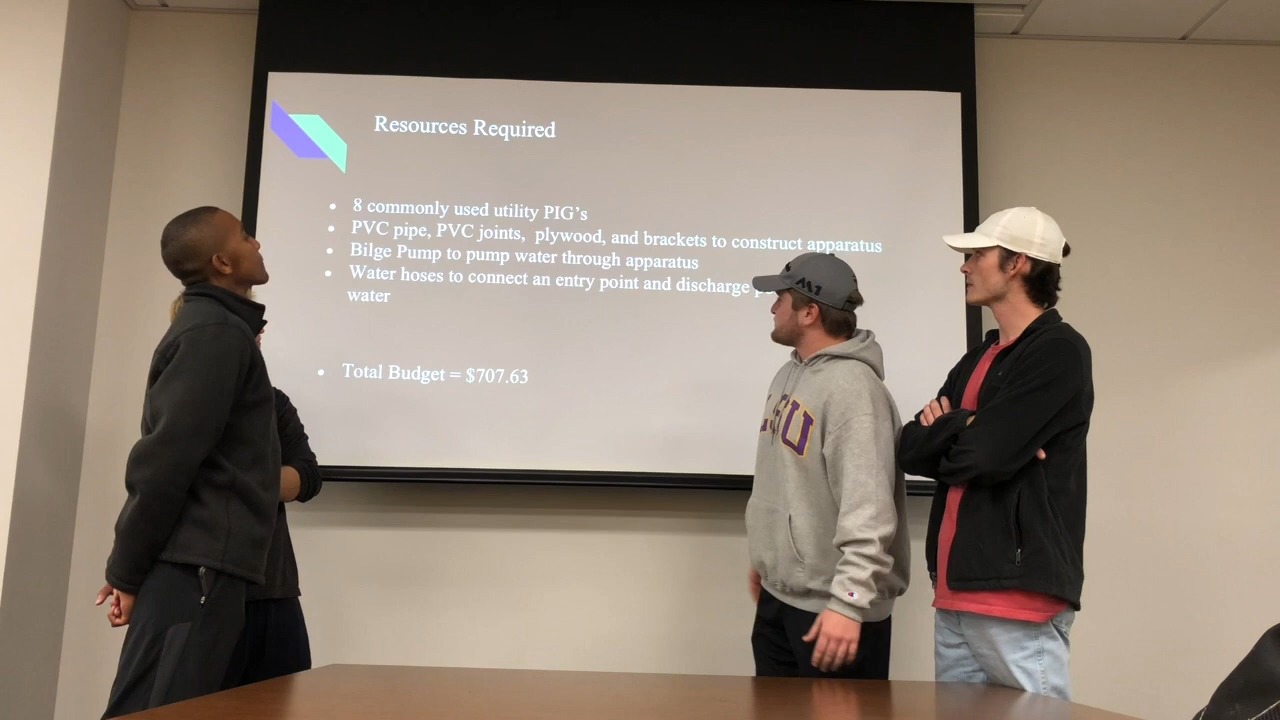 Resources Required
8 commonly used utility PIG's
PVC pipe, PVC joints, plywood, and brackets to construct apparatus
Bilge Pump to pump water through apparatus
Water hoses to connect an entry point and discharge
water
Total Budget = $707.63
M1
LSU